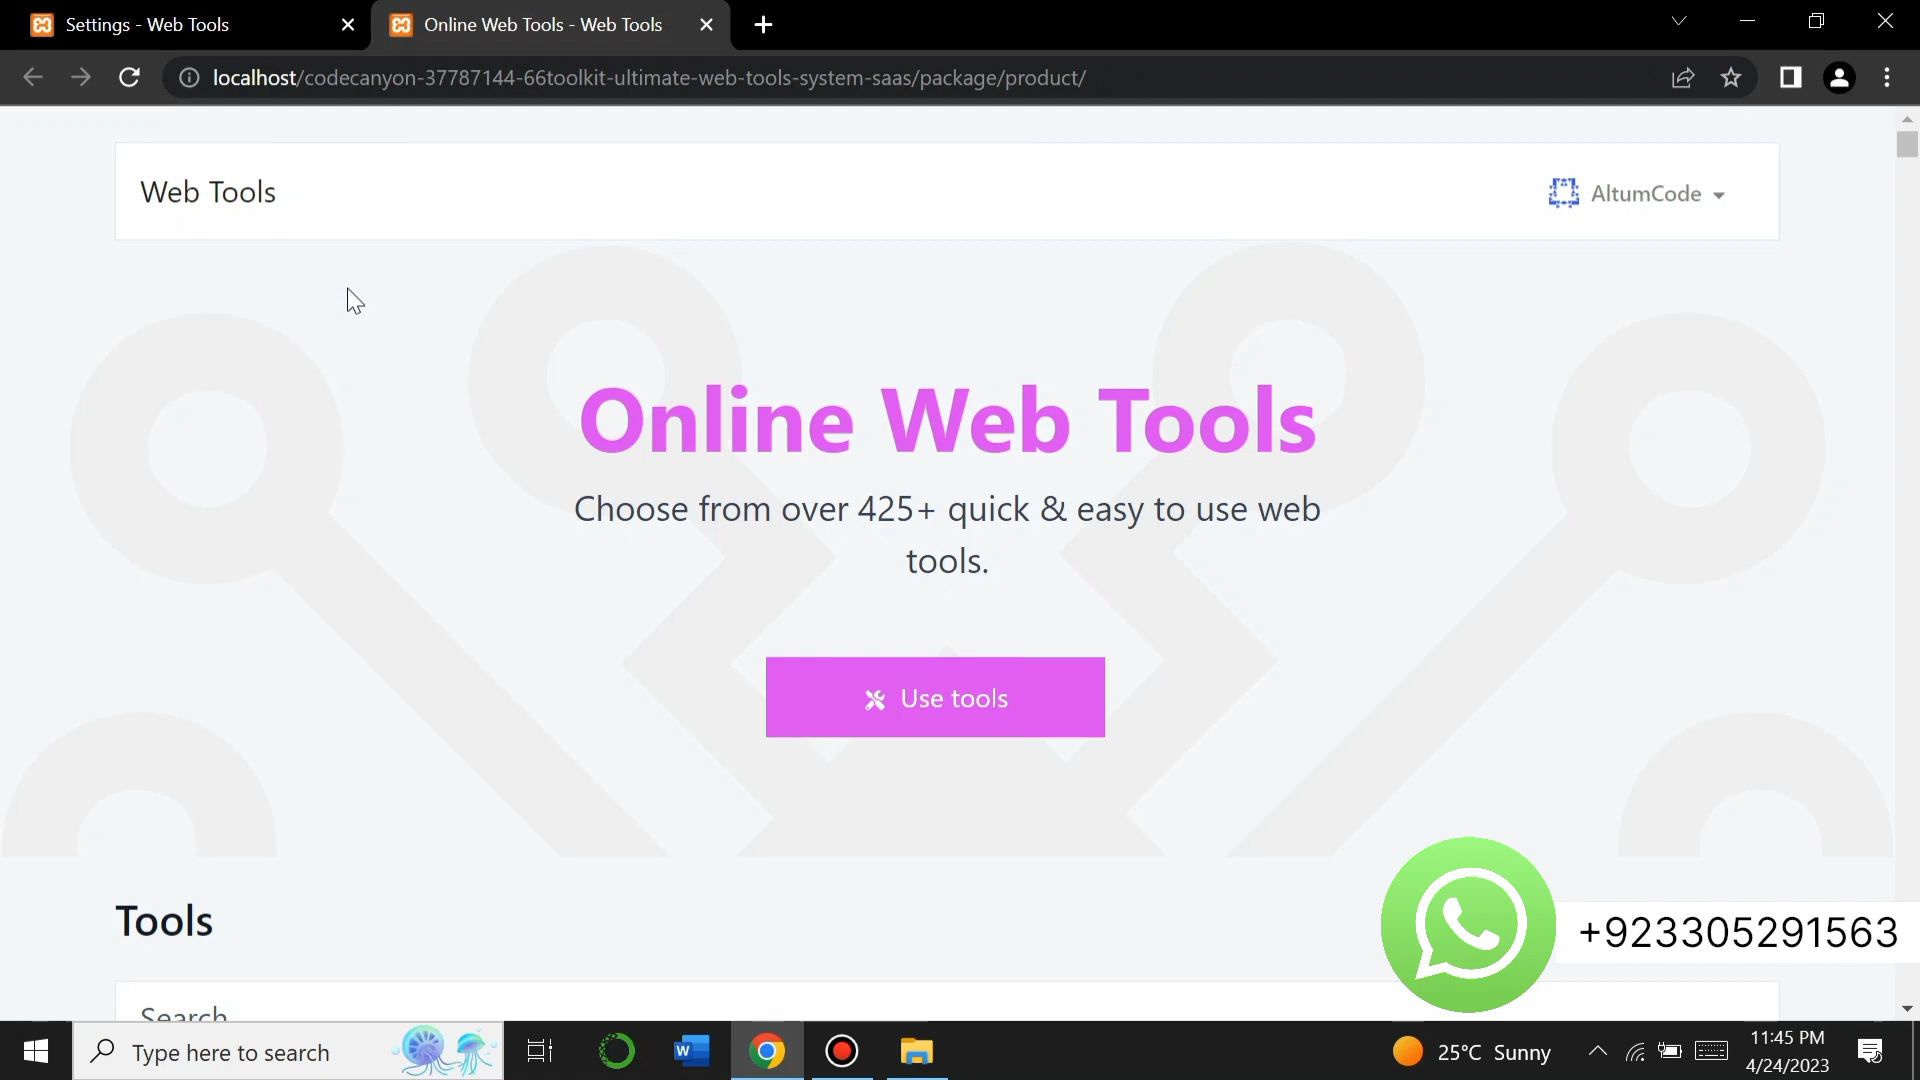 Settings - Web Tools
Online Web Tools - Web Tools
localhost/codecanyon-37787144-66toolkit-ultimate-web-tools-system-saas/package/product/
Web Tools
AltumCode
Online Web Tools
Choose from over 425+ quick & easy to use web
tools.
Use tools
Tools
+923305291563
Search
Type here to search
25°C Sunny
11:45 PM
4/24/2023